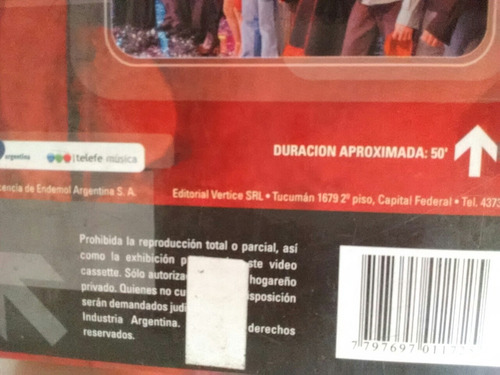 argentina
telefe música
DURACION APROXIMADA: 50'
cencia de Endemol Argentina S. A.
Editorial Vertice SRL • Tucumán 1679 2º piso, Capital Federal • Tel. 4373
Prohibida la reproducción total o parcial, así
como la exhibición p ste video
cassette. Sólo autoriza hogareño
privado. Quienes no cu sposición
serán demandados judi
Industria Argentina. derechos
reservados.
7 797697 011